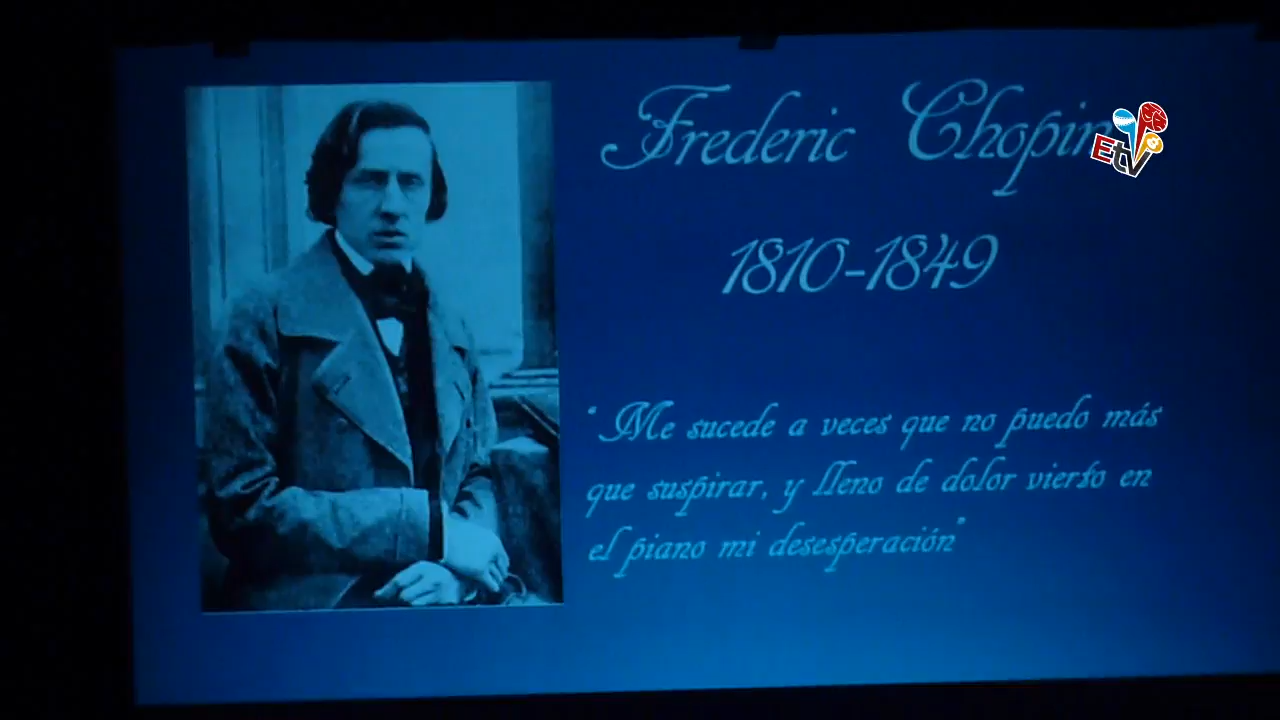 Frederic Chopin
1810-1849
"Me sucede a veces que no puedo más
que suspirar, y lleno de dolor vierto en
el piano mi desesperación"
EtV